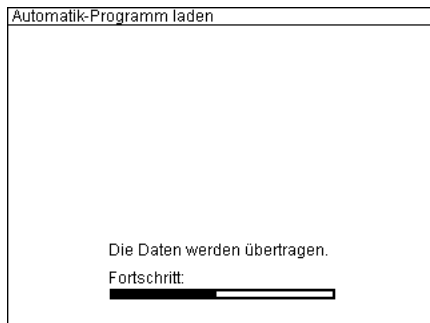 Automatik-Programm laden
Die Daten werden übertragen.
Fortschritt: